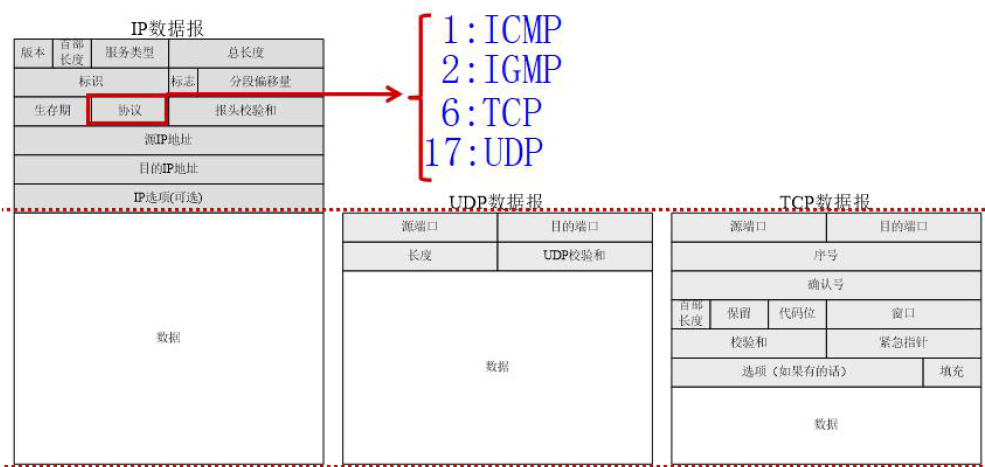 IP数据报
版本 首部长度 服务类型 总长度
标识 标志 分段偏移量
生存期 协议 报头校验和
源IP地址
目的IP地址
IP选项(可选)
数据
1:ICMP
2:IGMP
6:TCP
17:UDP
UDP数据报
源端口 目的端口
长度 UDP校验和
数据
TCP数据报
源端口 目的端口
序号
确认号
首部长度 保留 代码位 窗口
校验和 紧急指针
选项（如果有的话） 填充
数据